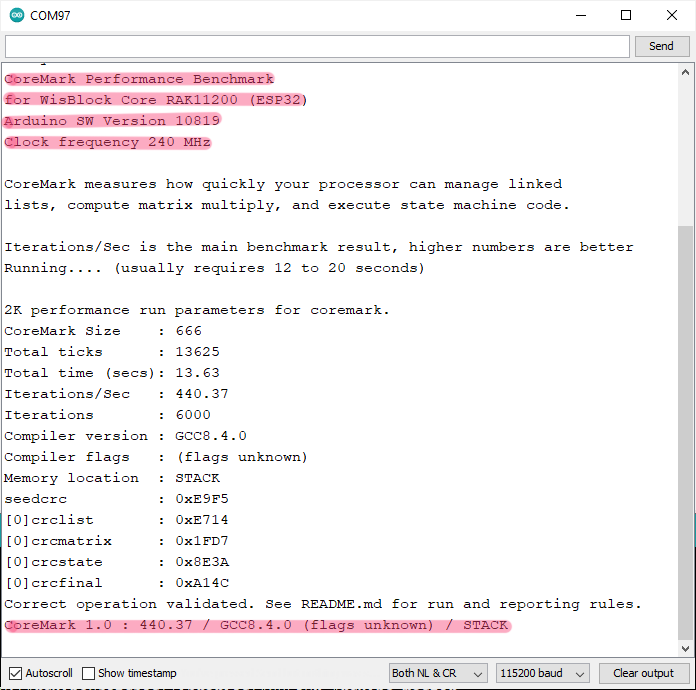 COM97
Send
CoreMark Performance Benchmark
for WisBlock Core RAK11200 (ESP32)
Arduino SW Version 10819
Clock frequency 240 MHz
CoreMark measures how quickly your processor can manage linked
lists, compute matrix multiply, and execute state machine code.
Iterations/Sec is the main benchmark result, higher numbers are better
Running.... (usually requires 12 to 20 seconds)
2K performance run parameters for coremark.
CoreMark Size    : 666
Total ticks      : 13625
Total time (secs): 13.63
Iterations/Sec   : 440.37
Iterations       : 6000
Compiler version : GCC8.4.0
Compiler flags   : (flags unknown)
Memory location  : STACK
seedcrc          : 0xE9F5
[0]crclist       : 0xE714
[0]crcmatrix     : 0x1FD7
[0]crcstate      : 0x8E3A
[0]crcfinal      : 0xA14C
Correct operation validated. See README.md for run and reporting rules.
CoreMark 1.0 : 440.37 / GCC8.4.0 (flags unknown) / STACK
Autoscroll Show timestamp Both NL & CR 115200 baud Clear output